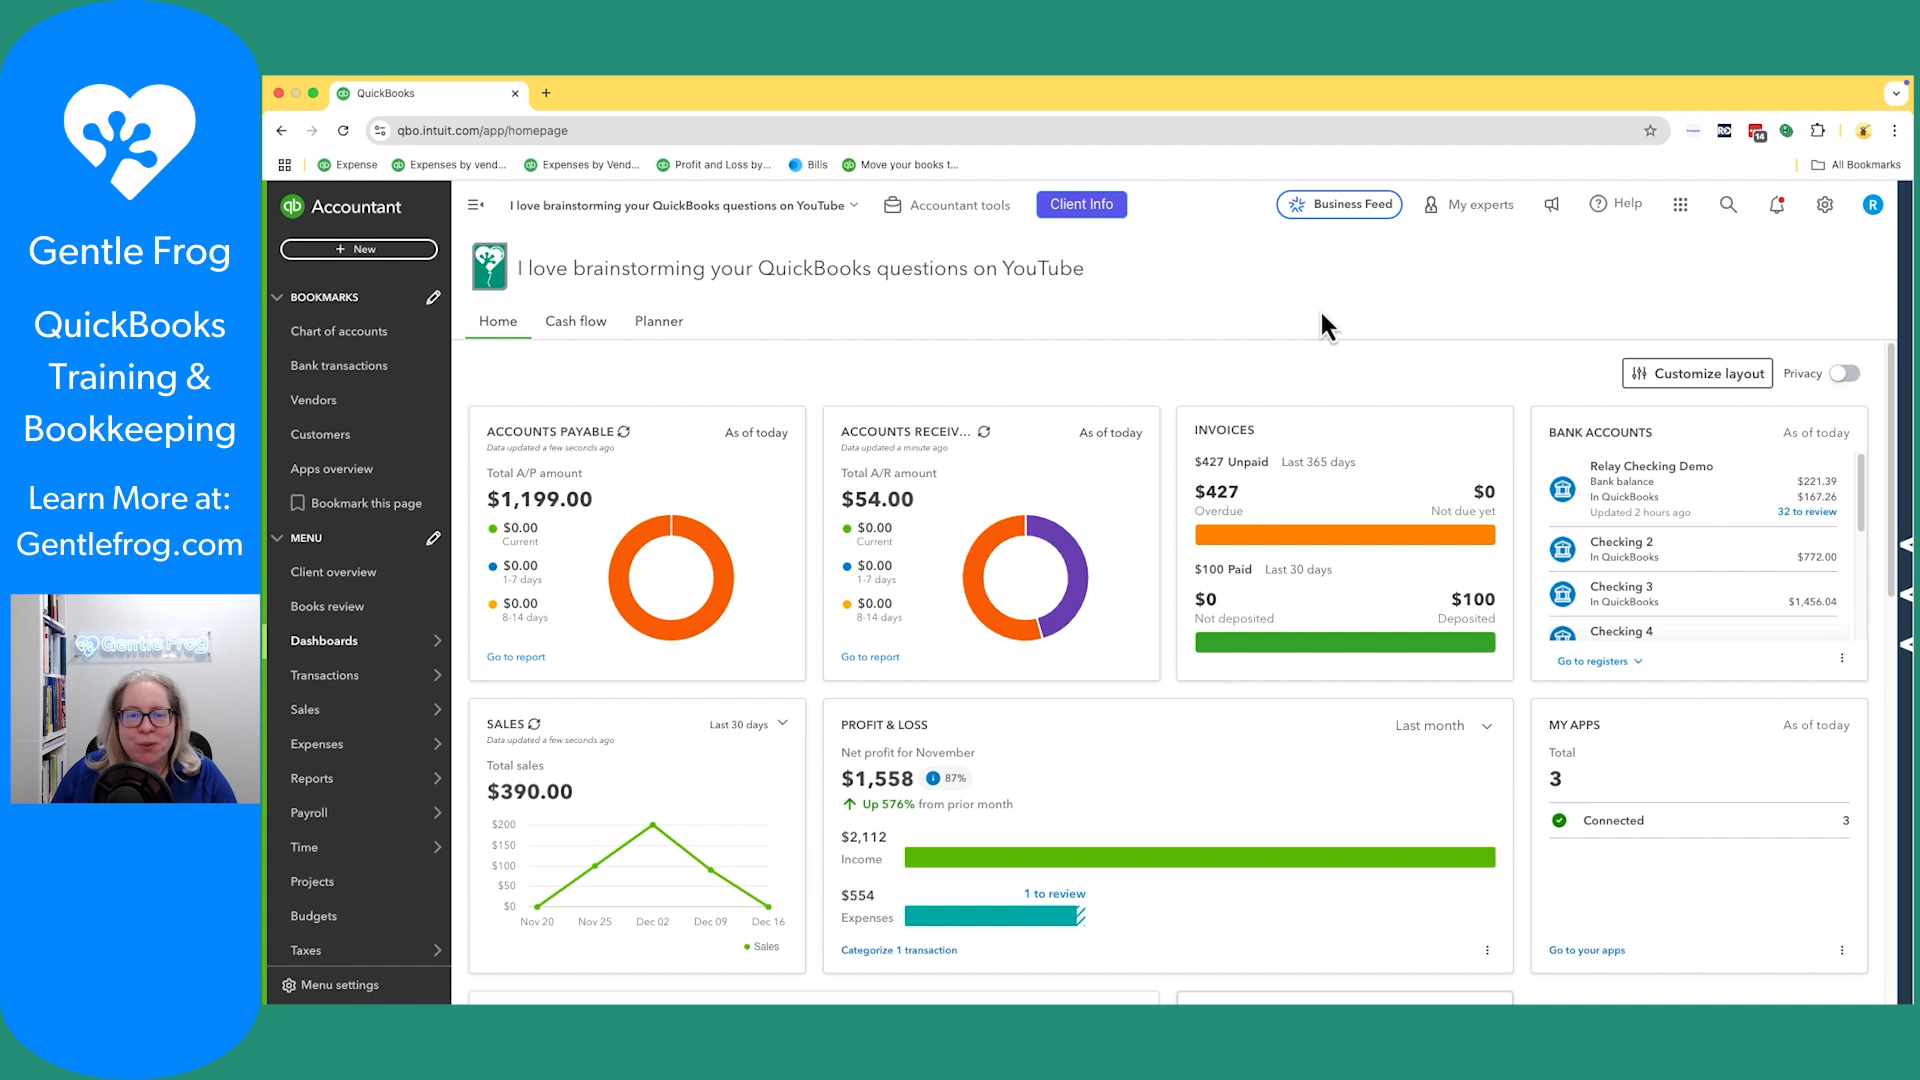 Gentle Frog
QuickBooks
Training &
Bookkeeping
Learn More at:
Gentlefrog.com
Gentle Frog
QuickBooks
qbo.intuit.com/app/homepage
14
Expense
Expenses by vend...
Expenses by Vend...
Profit and Loss by...
Bills
Move your books t...
All Bookmarks
qb Accountant
+ New
BOOKMARKS
Chart of accounts
Bank transactions
Vendors
Customers
Apps overview
Bookmark this page
MENU
Client overview
Books review
Dashboards
Transactions
Sales
Expenses
Reports
Payroll
Time
Projects
Budgets
Taxes
Menu settings
I love brainstorming your QuickBooks questions on YouTube
Accountant tools
Client Info
Business Feed
My experts
Help
R
I love brainstorming your QuickBooks questions on YouTube
Home
Cash flow
Planner
Customize layout
Privacy
ACCOUNTS PAYABLE
As of today
Data updated a few seconds ago
Total A/P amount
$1,199.00
$0.00
Current
$0.00
1-7 days
$0.00
8-14 days
Go to report
ACCOUNTS RECEIV...
As of today
Data updated a minute ago
Total A/R amount
$54.00
$0.00
Current
$0.00
1-7 days
$0.00
8-14 days
Go to report
INVOICES
$427 Unpaid Last 365 days
$427 $0
Overdue Not due yet
$100 Paid Last 30 days
$0 $100
Not deposited Deposited
BANK ACCOUNTS
As of today
Relay Checking Demo
Bank balance $221.39
In QuickBooks $167.26
Updated 2 hours ago 32 to review
Checking 2
In QuickBooks $772.00
Checking 3
In QuickBooks $1,456.04
Checking 4
Go to registers
SALES
Last 30 days
Data updated a few seconds ago
Total sales
$390.00
$200
$150
$100
$50
$0
Nov 20 Nov 25 Dec 02 Dec 09 Dec 16
Sales
PROFIT & LOSS
Last month
Net profit for November
$1,558 87%
Up 576% from prior month
$2,112
Income
$554 1 to review
Expenses
Categorize 1 transaction
MY APPS
As of today
Total
3
Connected 3
Go to your apps